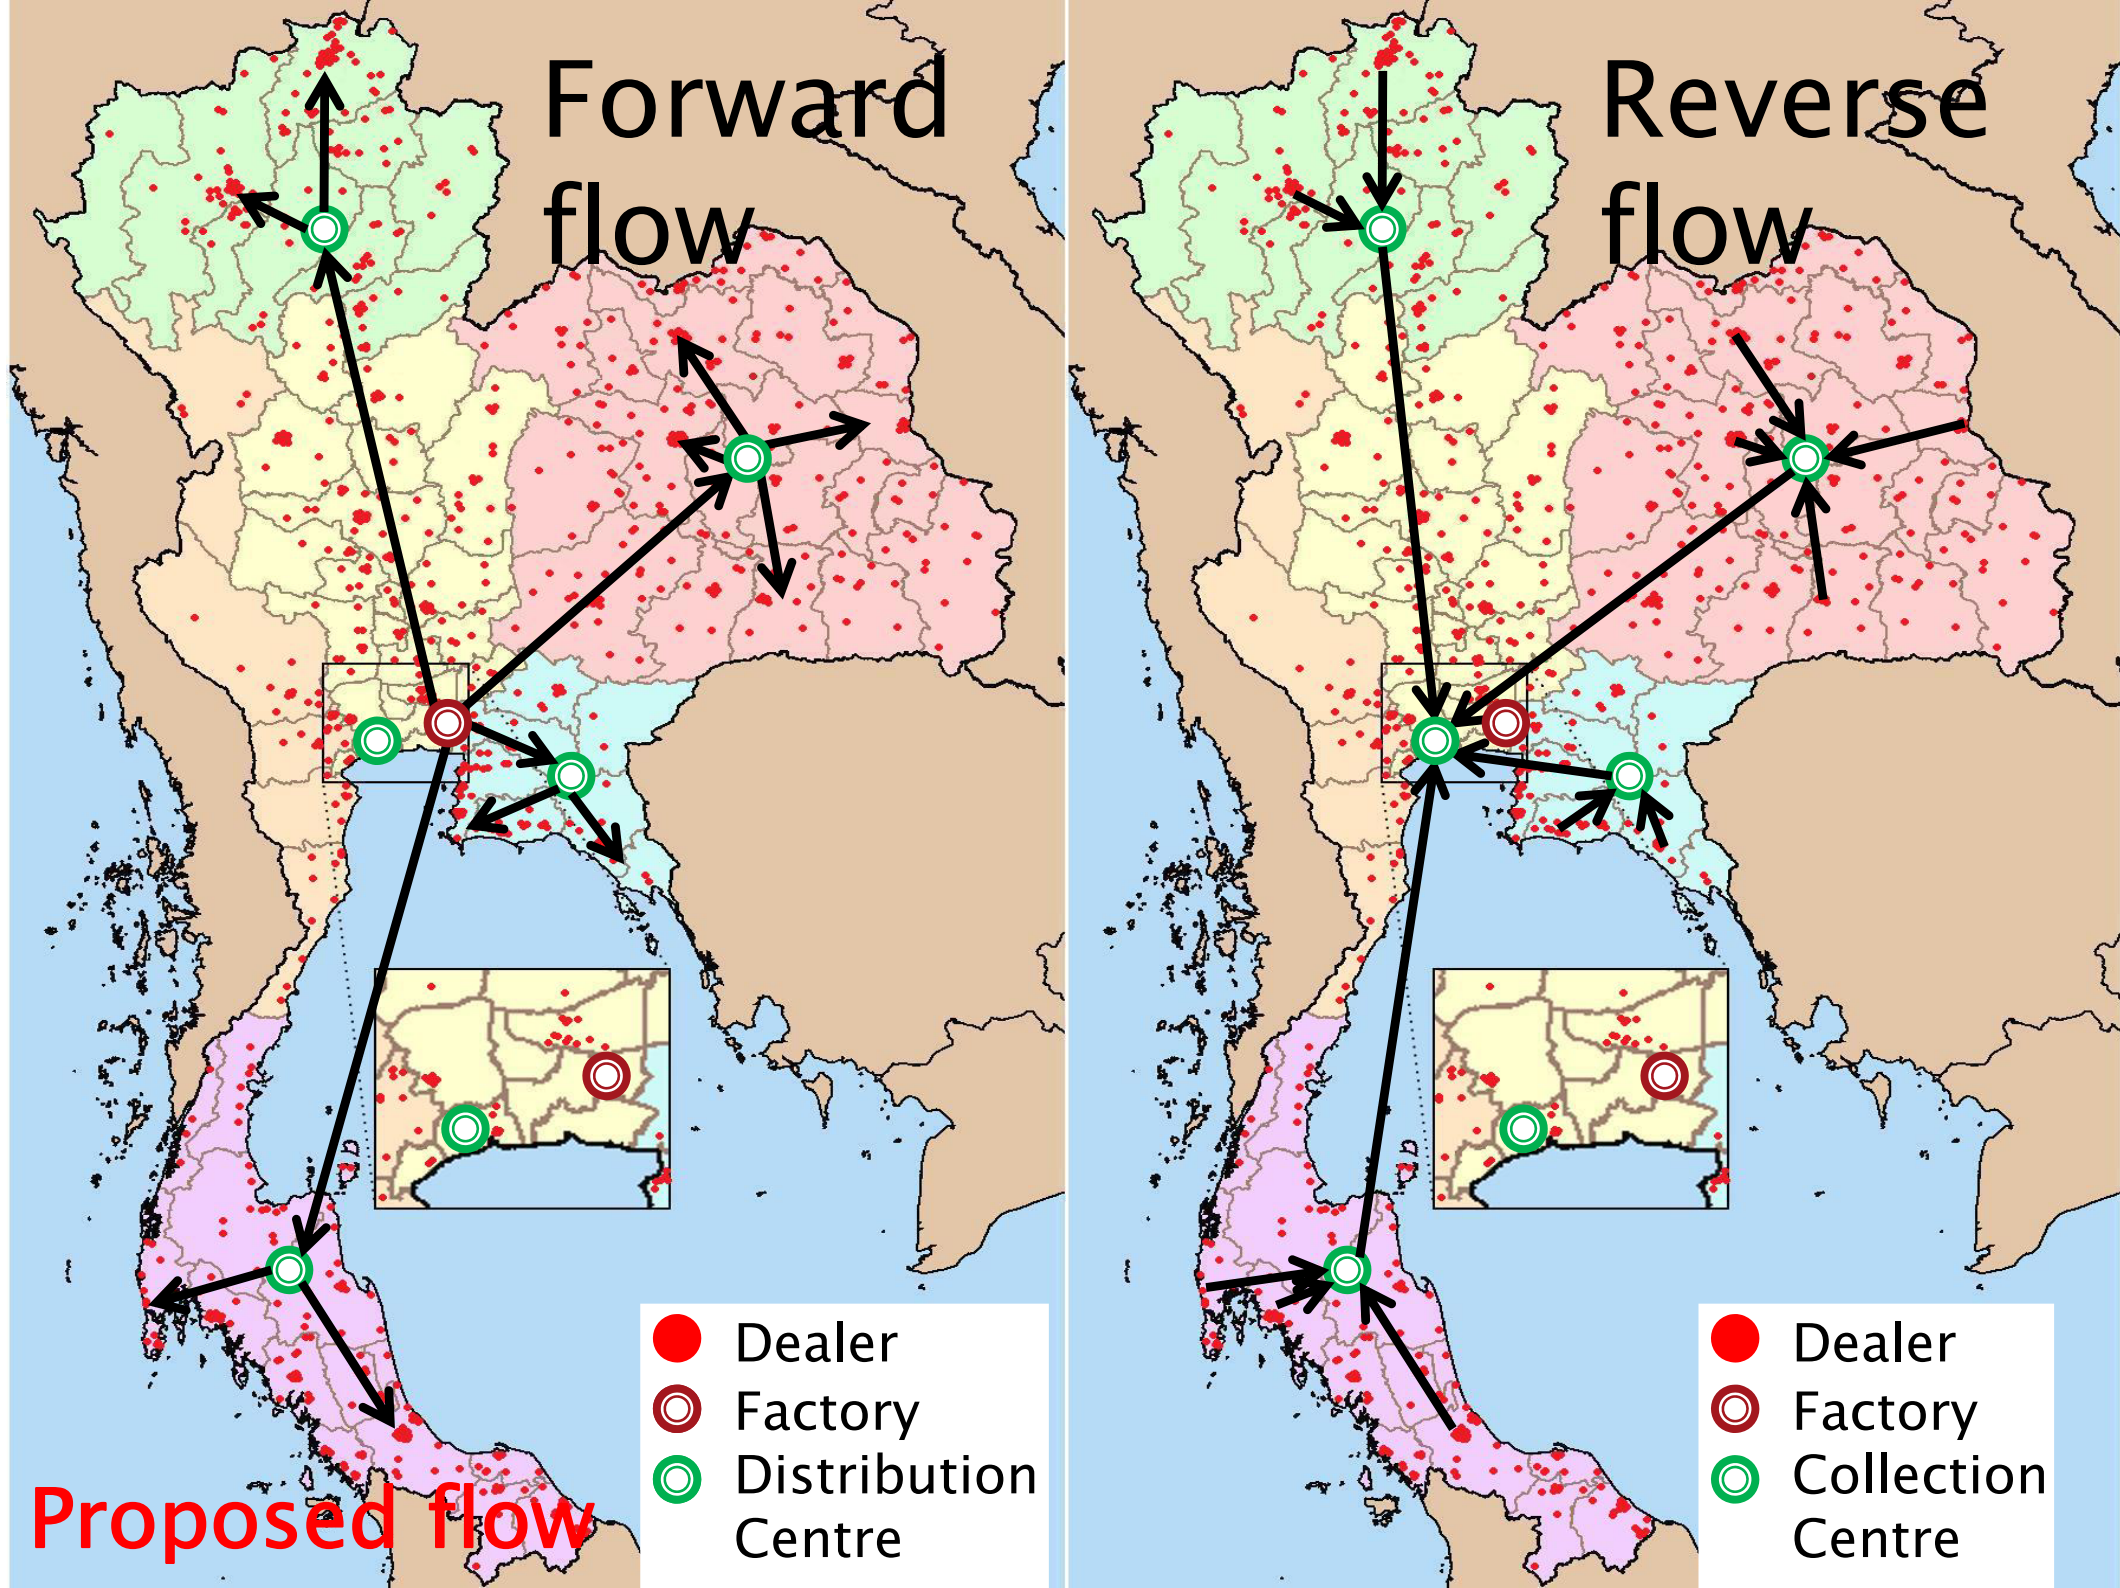 Forward
flow
Dealer
Factory
Distribution
Centre
Proposed flow
Reverse
flow
Dealer
Factory
Collection
Centre